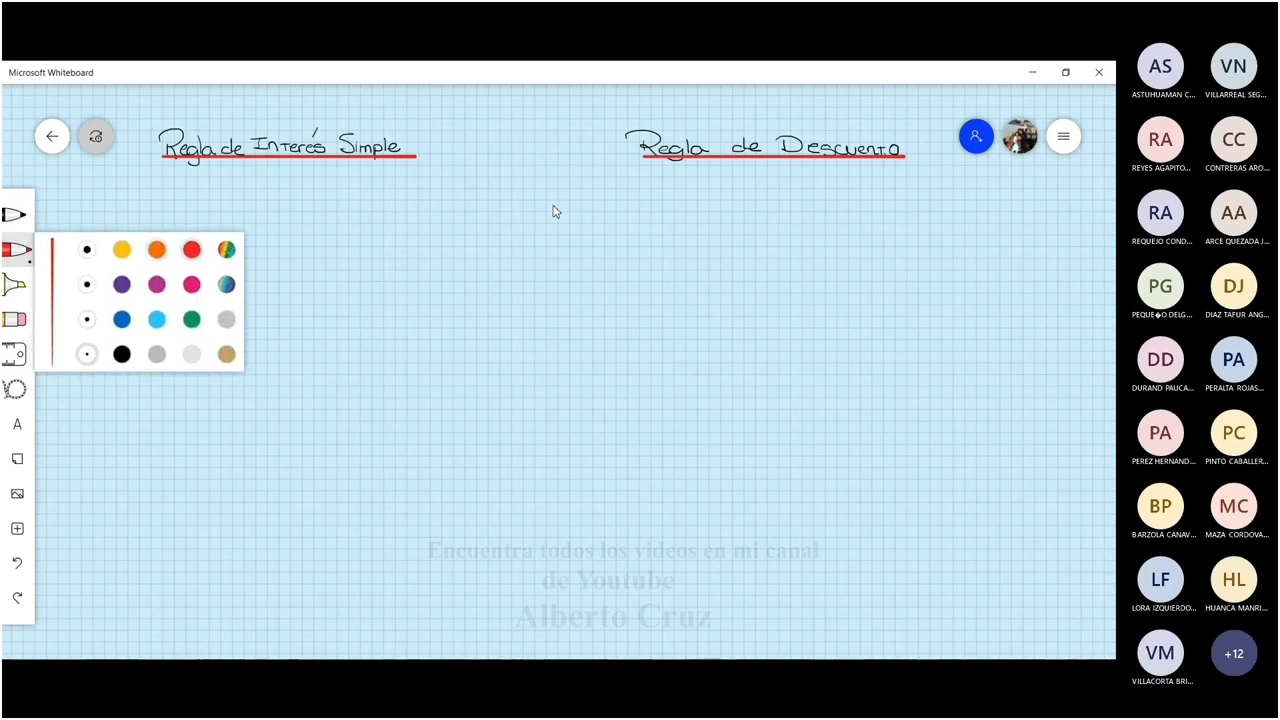 Microsoft Whiteboard
Regla de Interés Simple
Regla de Descuento
A
Encuentra todos los videos en mi canal
de Youtube
Alberto Cruz
AS VN
ASTUHUAMAN C... VILLARREAL SEG...
RA CC
REYES AGAPITO... CONTRERAS ARO...
RA AA
REQUEJO COND... ARCE QUEZADA J...
PG DJ
PEQUE�O DELG... DIAZ TAFUR ANG...
DD PA
DURAND PAUCA... PERALTA ROJAS...
PA PC
PEREZ HERNAND... PINTO CABALLER...
BP MC
BARZOLA CANAV... MAZA CORDOVA...
LF HL
LORA IZQUIERDO... HUANCA MANRI...
VM +12
VILLACORTA BRI...